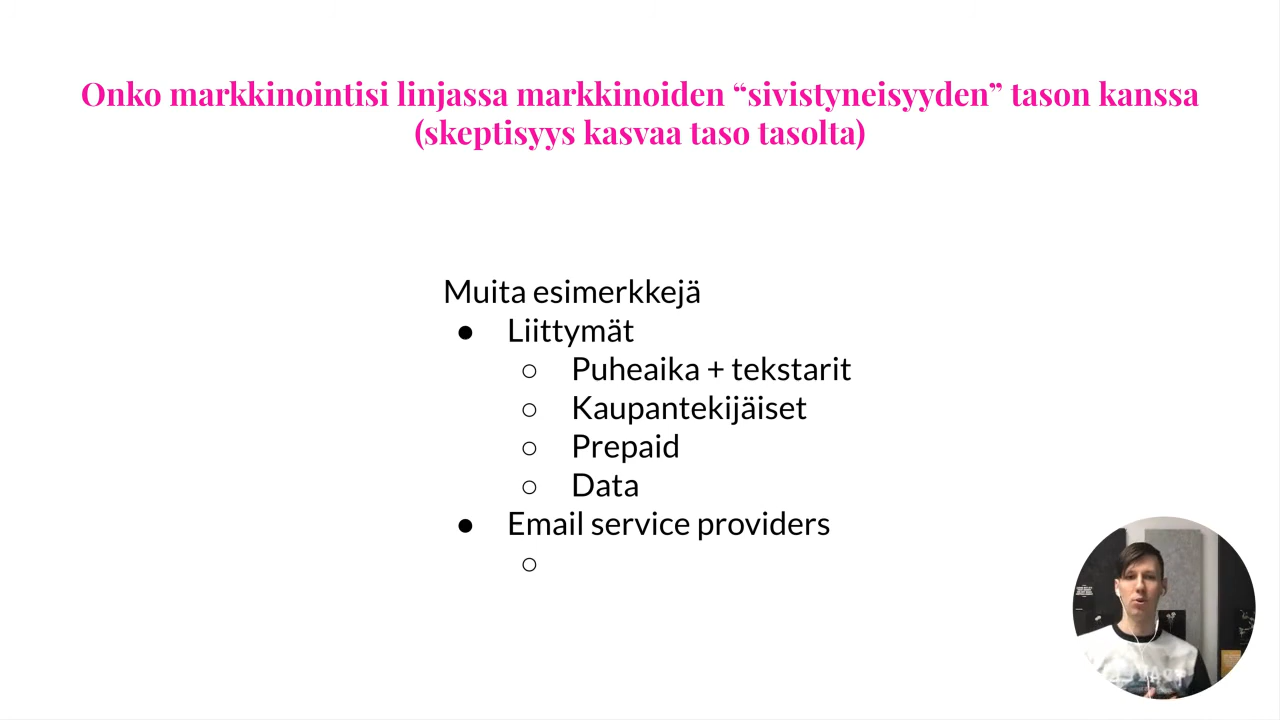 Onko markkinointisi linjassa markkinoiden “sivistyneisyyden” tason kanssa
(skeptisyys kasvaa taso tasolta)
Muita esimerkkejä
● Liittymät
○ Puheaika + tekstarit
○ Kaupantekijäiset
○ Prepaid
○ Data
● Email service providers
○